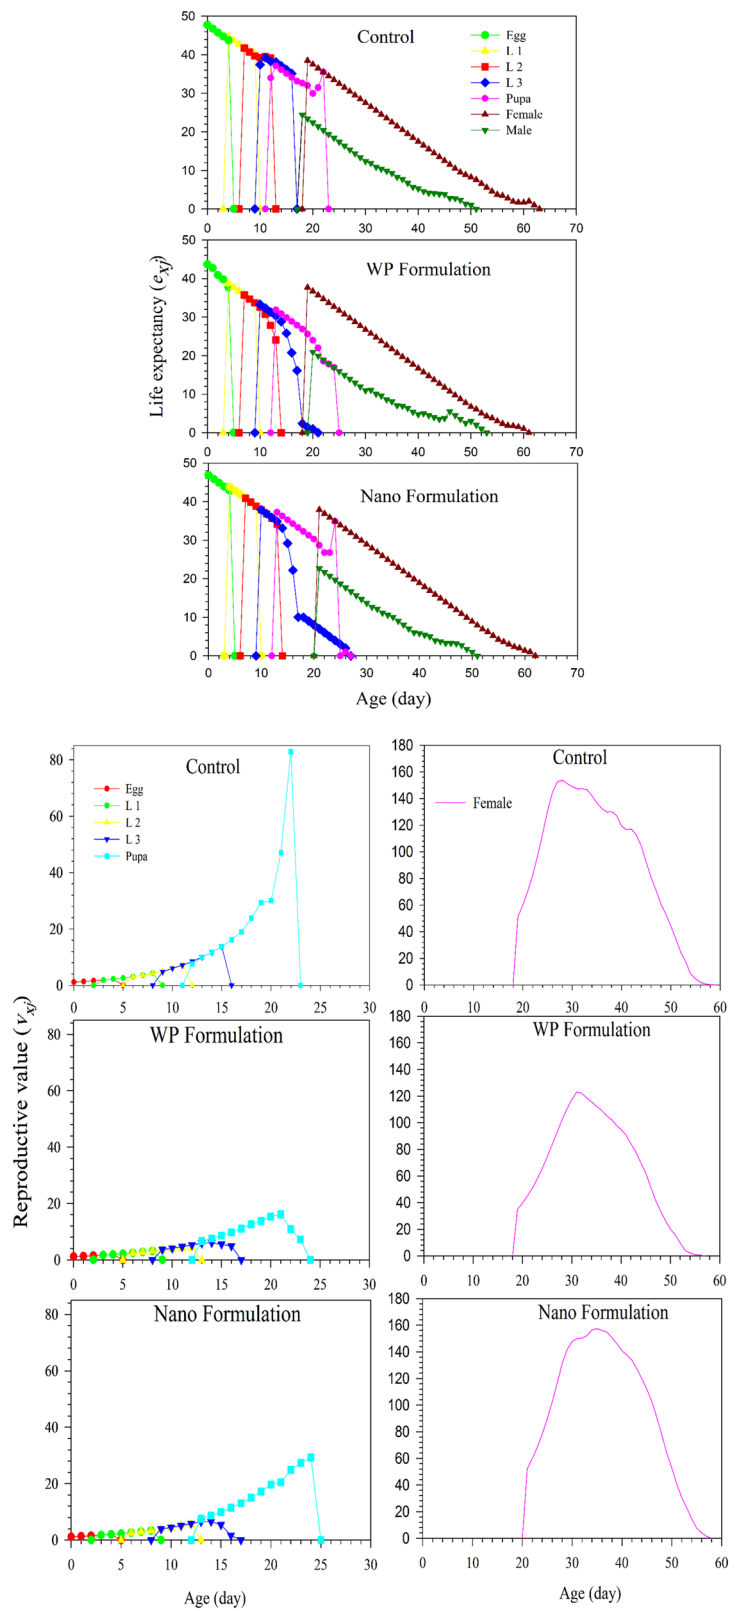 Control
Egg
L 1
L 2
L 3
Pupa
Female
Male
50
40
30
20
10
0
0 10 20 30 40 50 60 70
WP Formulation
50
40
30
20
10
0
0 10 20 30 40 50 60 70
Life expectancy (exj)
Nano Formulation
50
40
30
20
10
0
0 10 20 30 40 50 60 70
Age (day)
Control
Egg
L 1
L 2
L 3
Pupa
80
60
40
20
0
0 5 10 15 20 25 30
Control
Female
180
160
140
120
100
80
60
40
20
0
0 10 20 30 40 50 60
WP Formulation
80
60
40
20
0
0 5 10 15 20 25 30
WP Formulation
180
160
140
120
100
80
60
40
20
0
0 10 20 30 40 50 60
Reproductive value (vxj)
Nano Formulation
80
60
40
20
0
0 5 10 15 20 25 30
Age (day)
Nano Formulation
180
160
140
120
100
80
60
40
20
0
0 10 20 30 40 50 60
Age (day)